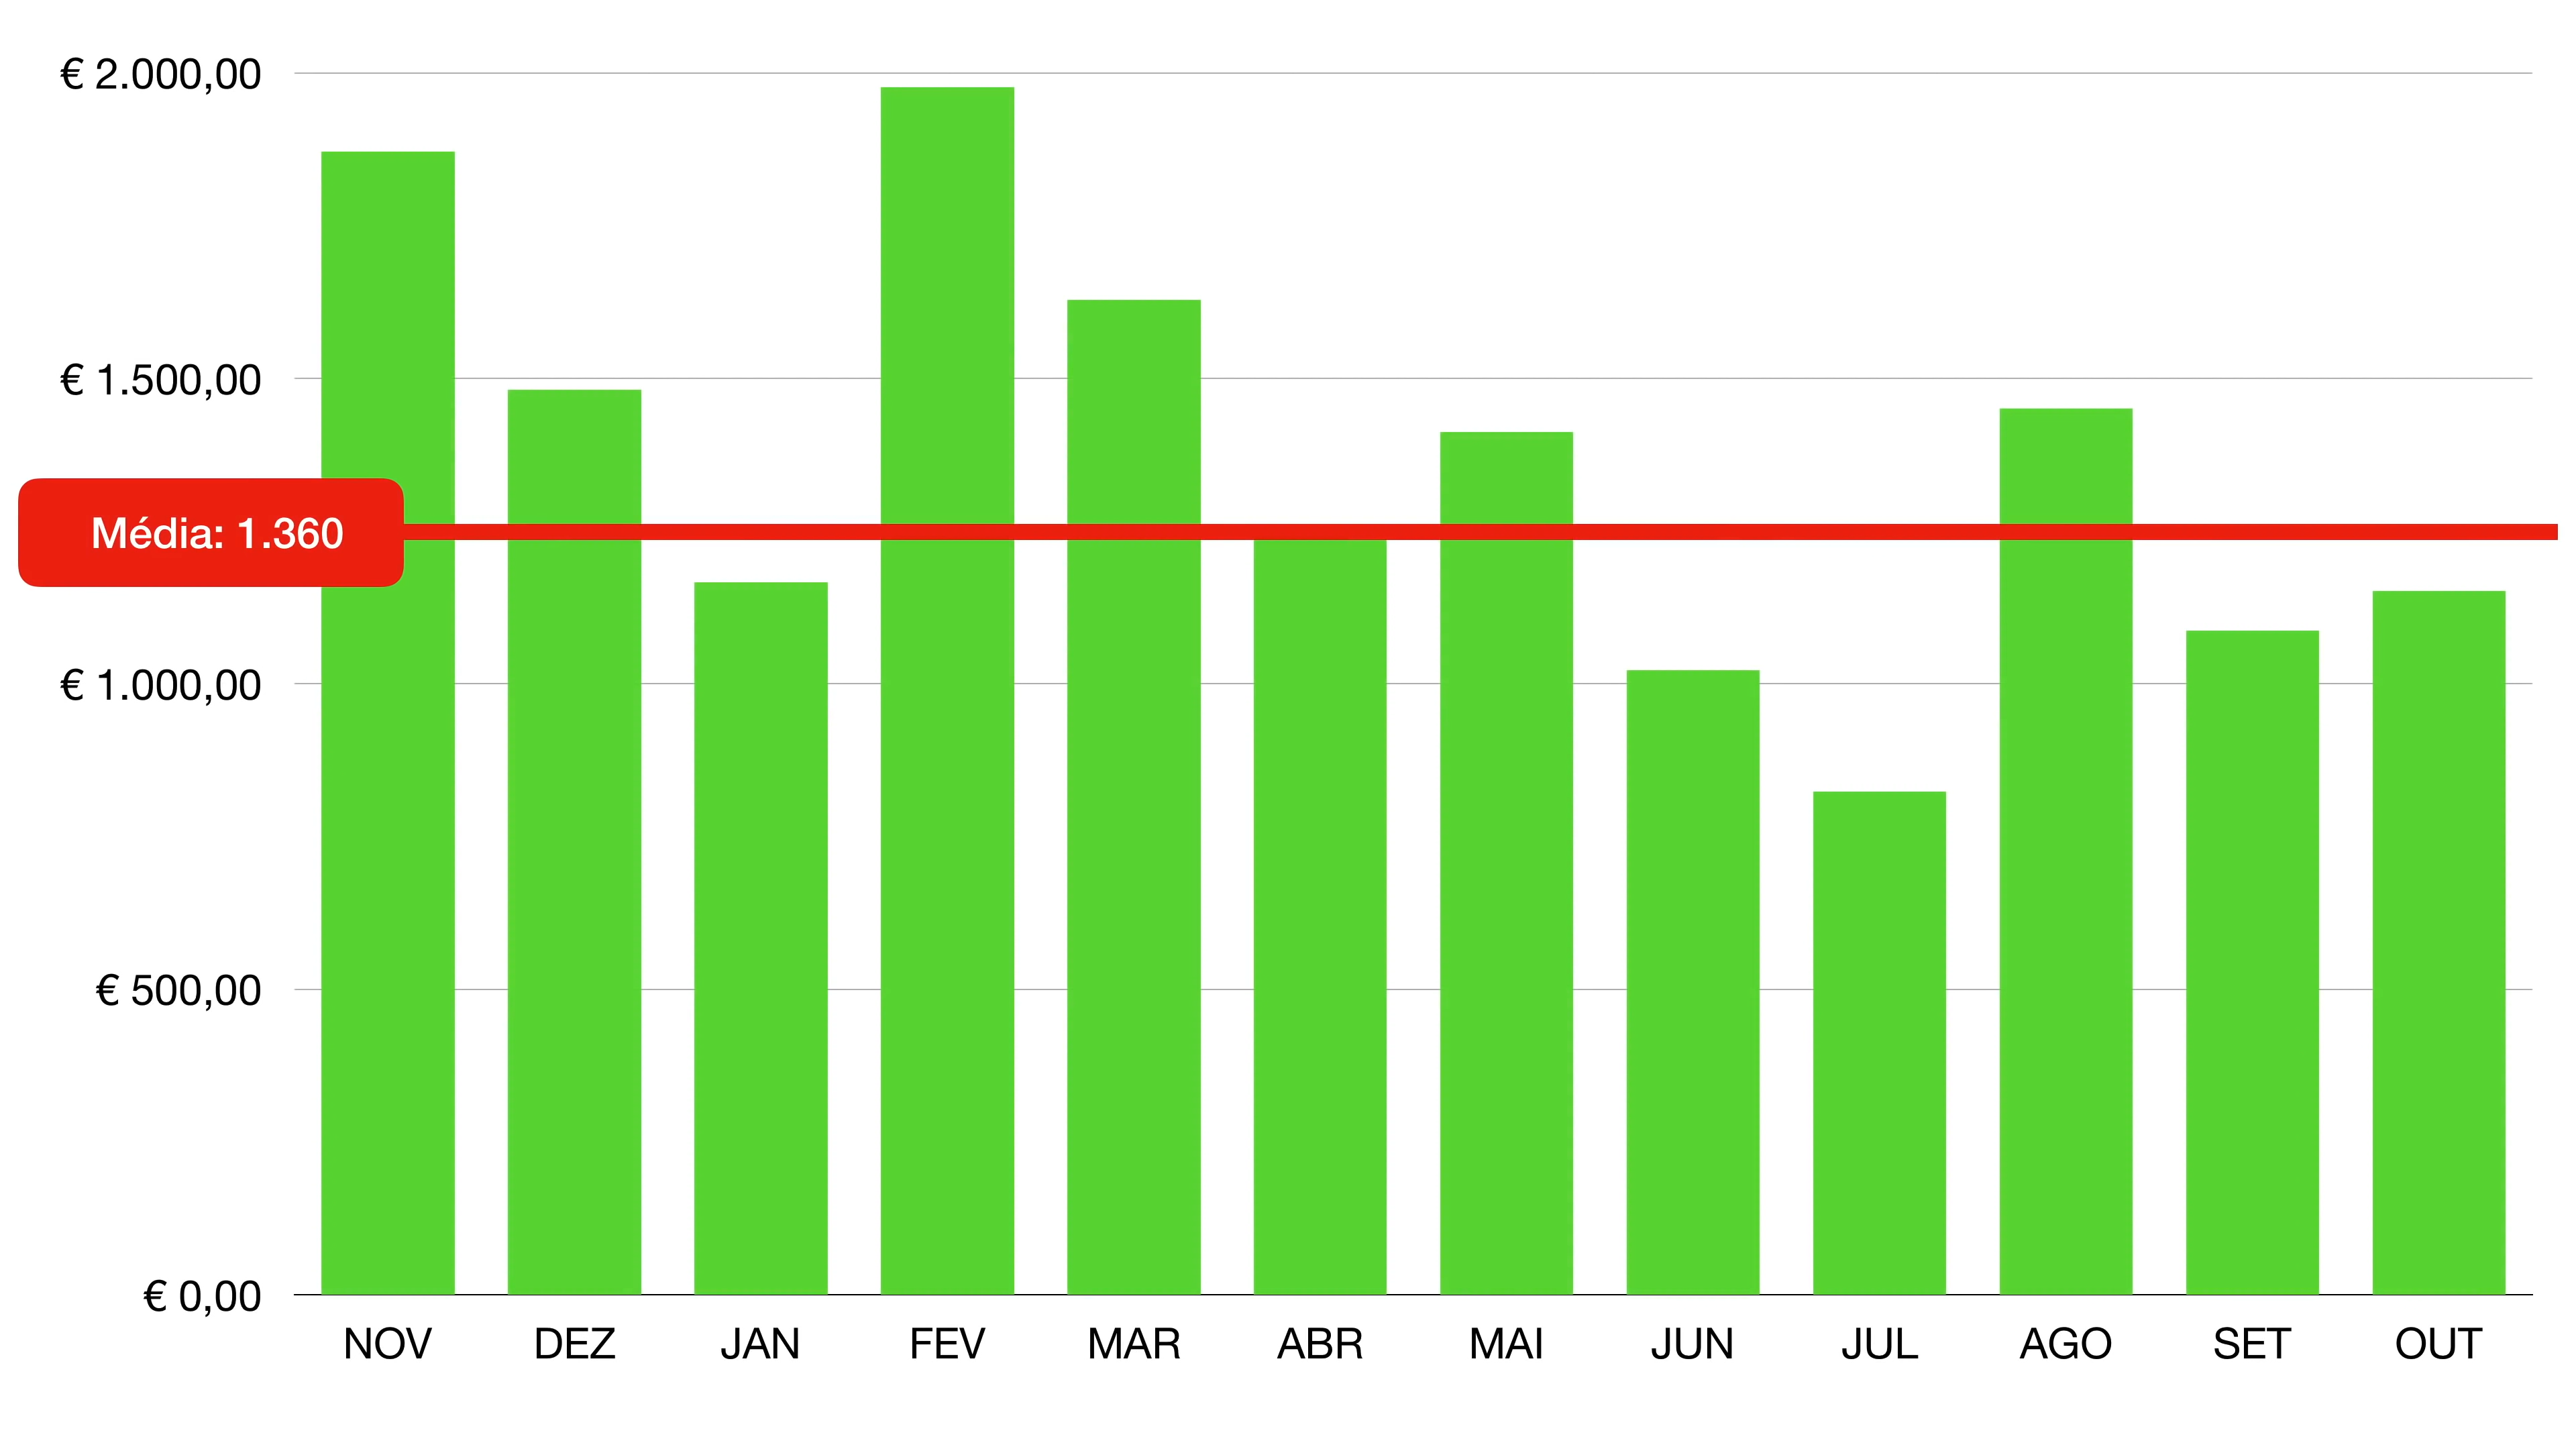 € 2.000,00
€ 1.500,00
Média: 1.360
€ 1.000,00
€ 500,00
€ 0,00
NOV DEZ JAN FEV MAR ABR MAI JUN JUL AGO SET OUT